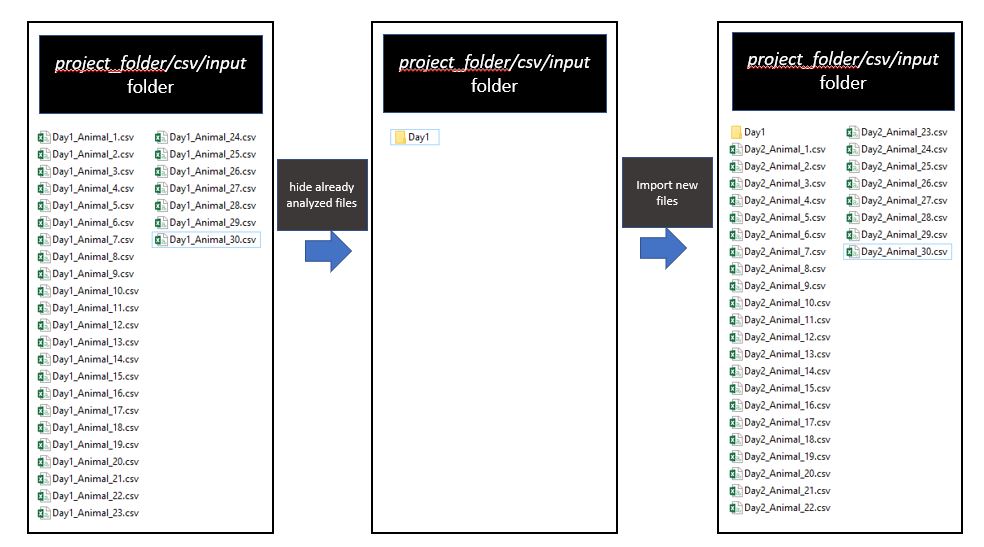 project_folder/csv/input
folder
Day1_Animal_1.csv
Day1_Animal_2.csv
Day1_Animal_3.csv
Day1_Animal_4.csv
Day1_Animal_5.csv
Day1_Animal_6.csv
Day1_Animal_7.csv
Day1_Animal_8.csv
Day1_Animal_9.csv
Day1_Animal_10.csv
Day1_Animal_11.csv
Day1_Animal_12.csv
Day1_Animal_13.csv
Day1_Animal_14.csv
Day1_Animal_15.csv
Day1_Animal_16.csv
Day1_Animal_17.csv
Day1_Animal_18.csv
Day1_Animal_19.csv
Day1_Animal_20.csv
Day1_Animal_21.csv
Day1_Animal_22.csv
Day1_Animal_23.csv
Day1_Animal_24.csv
Day1_Animal_25.csv
Day1_Animal_26.csv
Day1_Animal_27.csv
Day1_Animal_28.csv
Day1_Animal_29.csv
Day1_Animal_30.csv
hide already
analyzed files
project_folder/csv/input
folder
Day1
Import new
files
project_folder/csv/input
folder
Day1
Day2_Animal_1.csv
Day2_Animal_2.csv
Day2_Animal_3.csv
Day2_Animal_4.csv
Day2_Animal_5.csv
Day2_Animal_6.csv
Day2_Animal_7.csv
Day2_Animal_8.csv
Day2_Animal_9.csv
Day2_Animal_10.csv
Day2_Animal_11.csv
Day2_Animal_12.csv
Day2_Animal_13.csv
Day2_Animal_14.csv
Day2_Animal_15.csv
Day2_Animal_16.csv
Day2_Animal_17.csv
Day2_Animal_18.csv
Day2_Animal_19.csv
Day2_Animal_20.csv
Day2_Animal_21.csv
Day2_Animal_22.csv
Day2_Animal_23.csv
Day2_Animal_24.csv
Day2_Animal_25.csv
Day2_Animal_26.csv
Day2_Animal_27.csv
Day2_Animal_28.csv
Day2_Animal_29.csv
Day2_Animal_30.csv